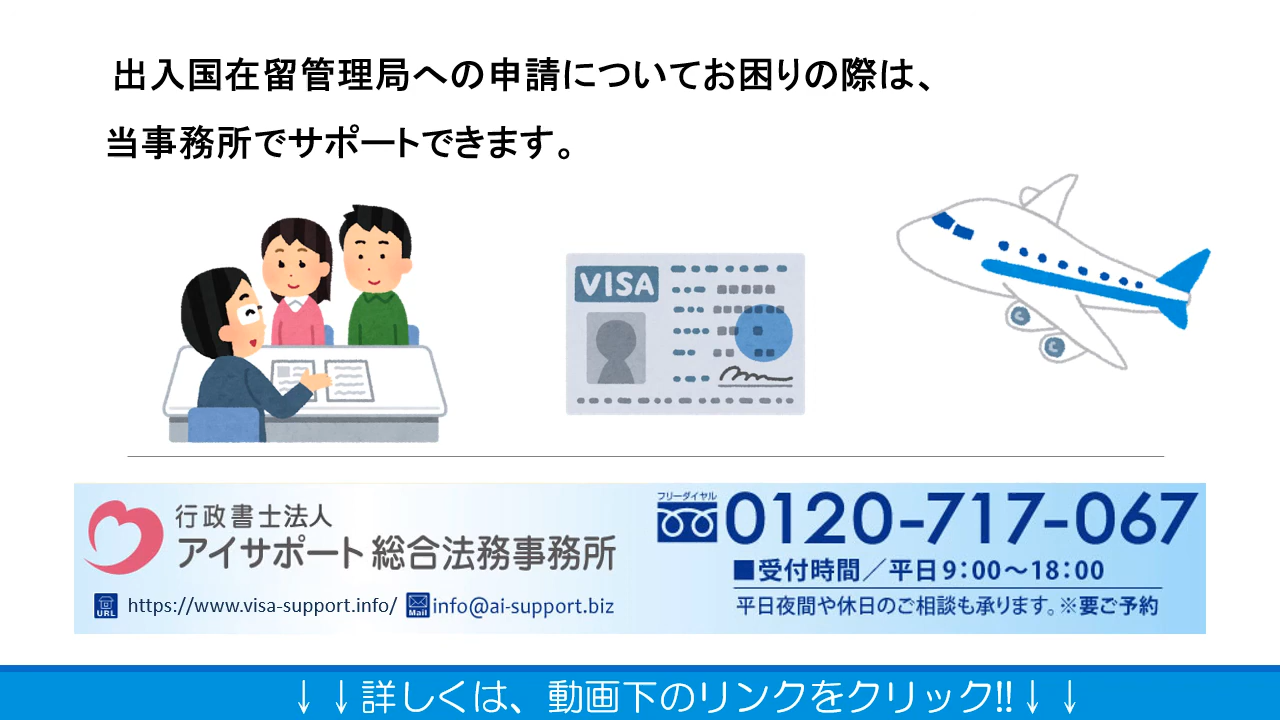 出入国在留管理局への申請についてお困りの際は、
当事務所でサポートできます。
VISA
行政書士法人
アイサポート 総合法務事務所
URL https://www.visa-support.info/ Mail info@ai-support.biz
フリーダイヤル
0120-717-067
■受付時間／平日9:00～18:00
平日夜間や休日のご相談も承ります。※要ご予約
↓↓詳しくは、動画下のリンクをクリック!!↓↓